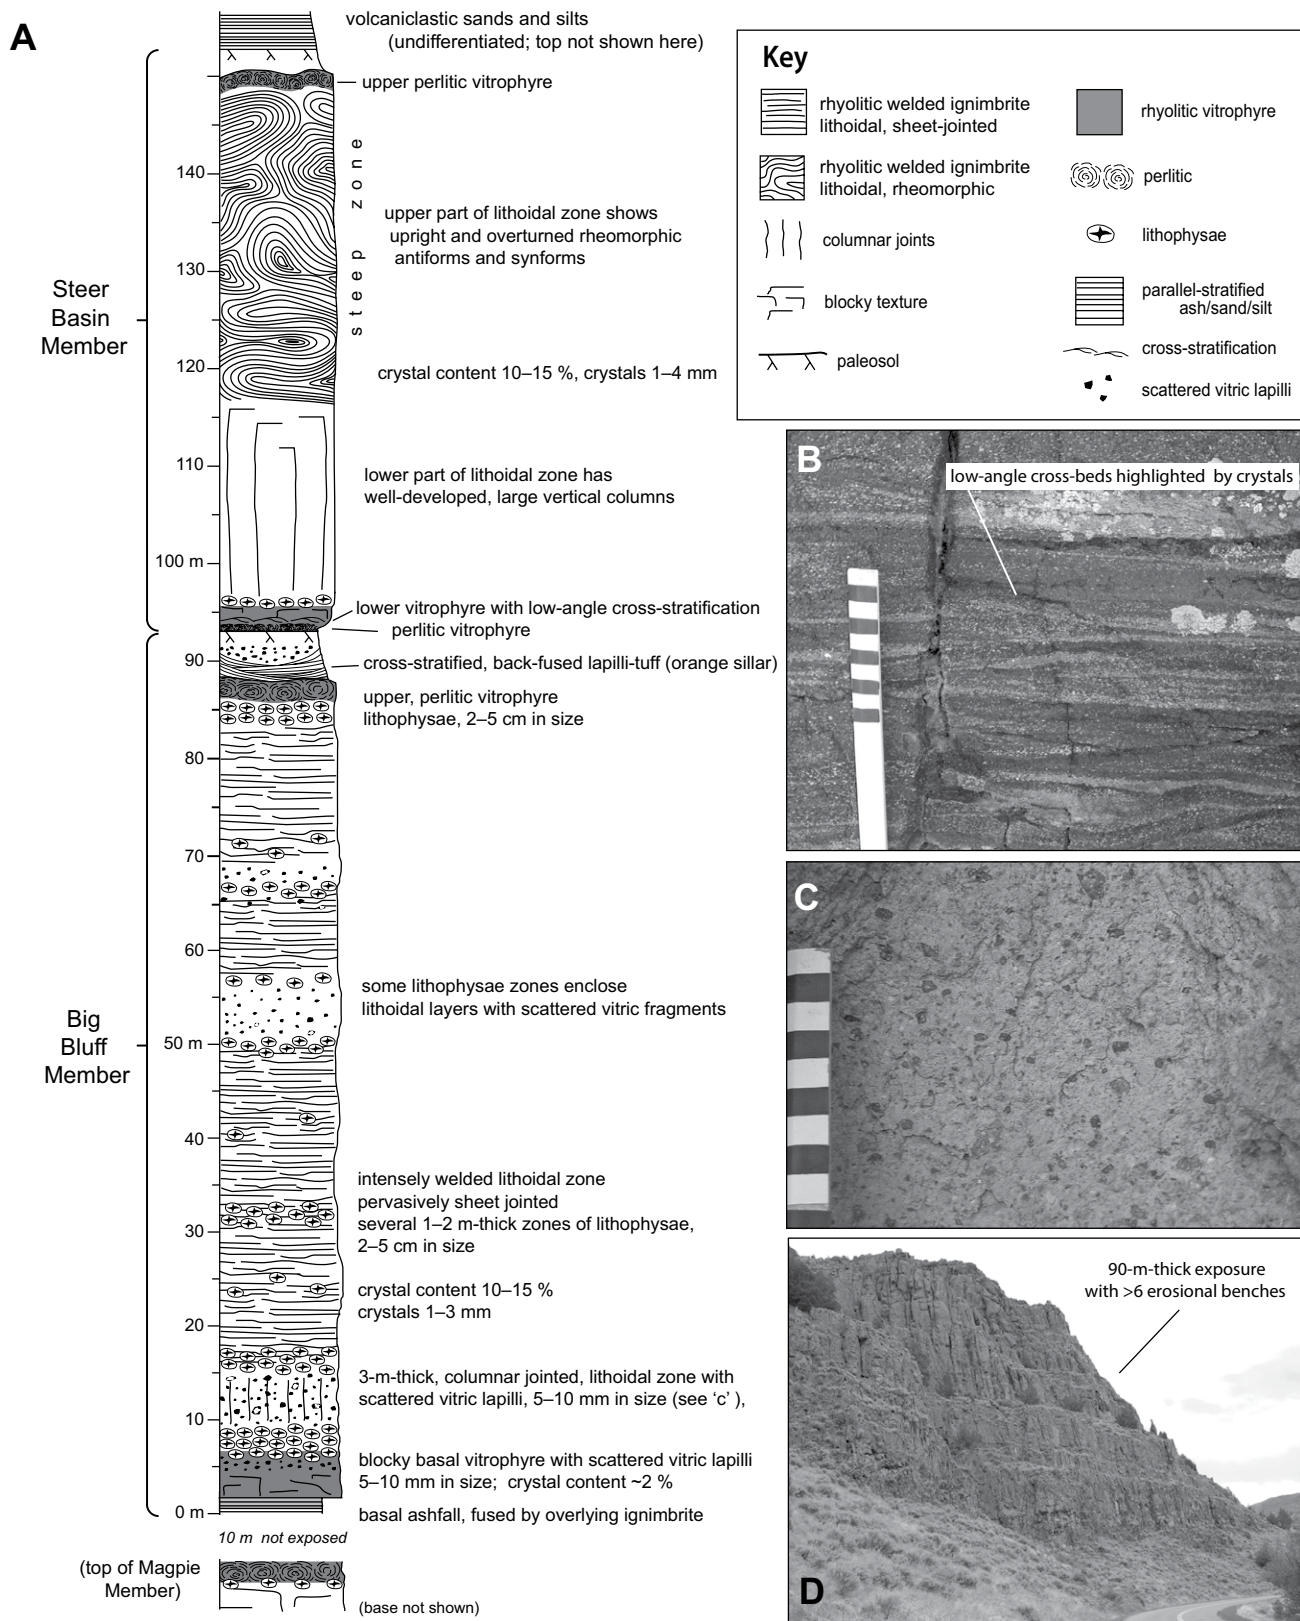 A
volcaniclastic sands and silts
(undifferentiated; top not shown here)
upper perlitic vitrophyre
steep zone
140
upper part of lithoidal zone shows
upright and overturned rheomorphic
antiforms and synforms
130
Steer
Basin
Member
120
crystal content 10–15 %, crystals 1–4 mm
110
lower part of lithoidal zone has
well-developed, large vertical columns
100 m
lower vitrophyre with low-angle cross-stratification
perlitic vitrophyre
90
cross-stratified, back-fused lapilli-tuff (orange sillar)
upper, perlitic vitrophyre
lithophysae, 2–5 cm in size
80
70
60
some lithophysae zones enclose
lithoidal layers with scattered vitric fragments
Big
Bluff
Member
50 m
40
intensely welded lithoidal zone
pervasively sheet jointed
several 1–2 m-thick zones of lithophysae,
2–5 cm in size
30
crystal content 10–15 %
crystals 1–3 mm
20
3-m-thick, columnar jointed, lithoidal zone with
scattered vitric lapilli, 5–10 mm in size (see ‘c’ ),
10
blocky basal vitrophyre with scattered vitric lapilli
5–10 mm in size; crystal content ~2 %
0 m
basal ashfall, fused by overlying ignimbrite
10 m not exposed
(top of Magpie
Member)
(base not shown)
Key
rhyolitic welded ignimbrite
lithoidal, sheet-jointed
rhyolitic welded ignimbrite
lithoidal, rheomorphic
columnar joints
blocky texture
paleosol
rhyolitic vitrophyre
perlitic
lithophysae
parallel-stratified
ash/sand/silt
cross-stratification
scattered vitric lapilli
B
low-angle cross-beds highlighted by crystals
C
90-m-thick exposure
with >6 erosional benches
D